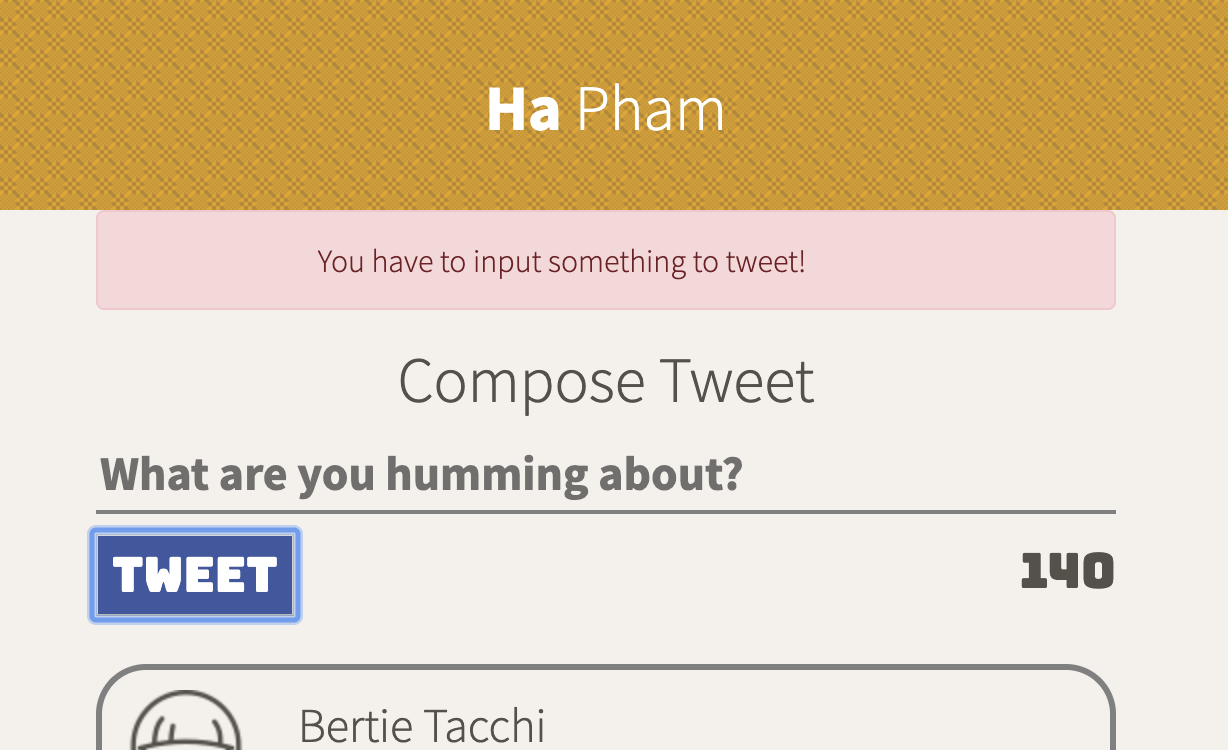 Ha Pham
You have to input something to tweet!
Compose Tweet
What are you humming about?
TWEET
140
Bertie Tacchi